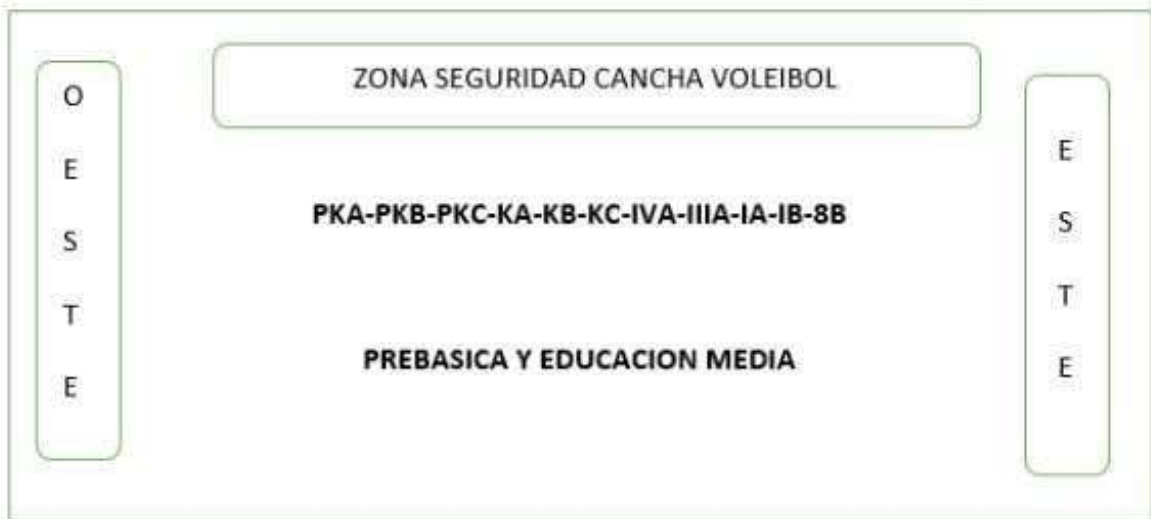 ZONA SEGURIDAD CANCHA VOLEIBOL
O
E
S
T
E
PKA-PKB-PKC-KA-KB-KC-IVA-IIIA-IA-IB-8B
PREBASICA Y EDUCACION MEDIA
E
S
T
E